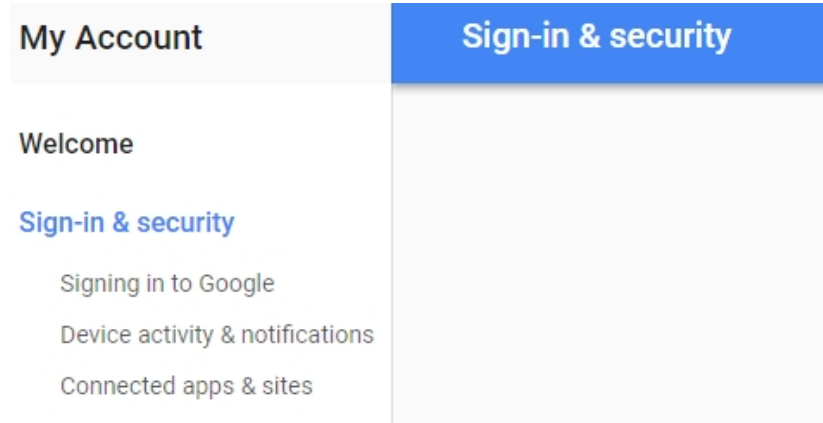 My Account
Sign-in & security
Welcome
Sign-in & security
Signing in to Google
Device activity & notifications
Connected apps & sites